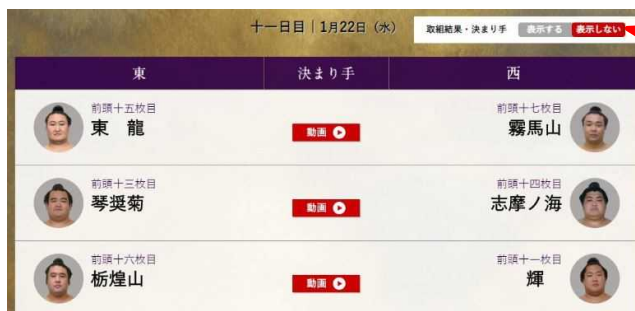 十一日目｜1月22日（水）
取組結果・決まり手 表示する 表示しない
東 決まり手 西
前頭十五枚目 前頭十七枚目
東 龍 動画 霧馬山
前頭十三枚目 前頭十四枚目
琴奨菊 動画 志摩ノ海
前頭十六枚目 前頭十一枚目
栃煌山 動画 輝